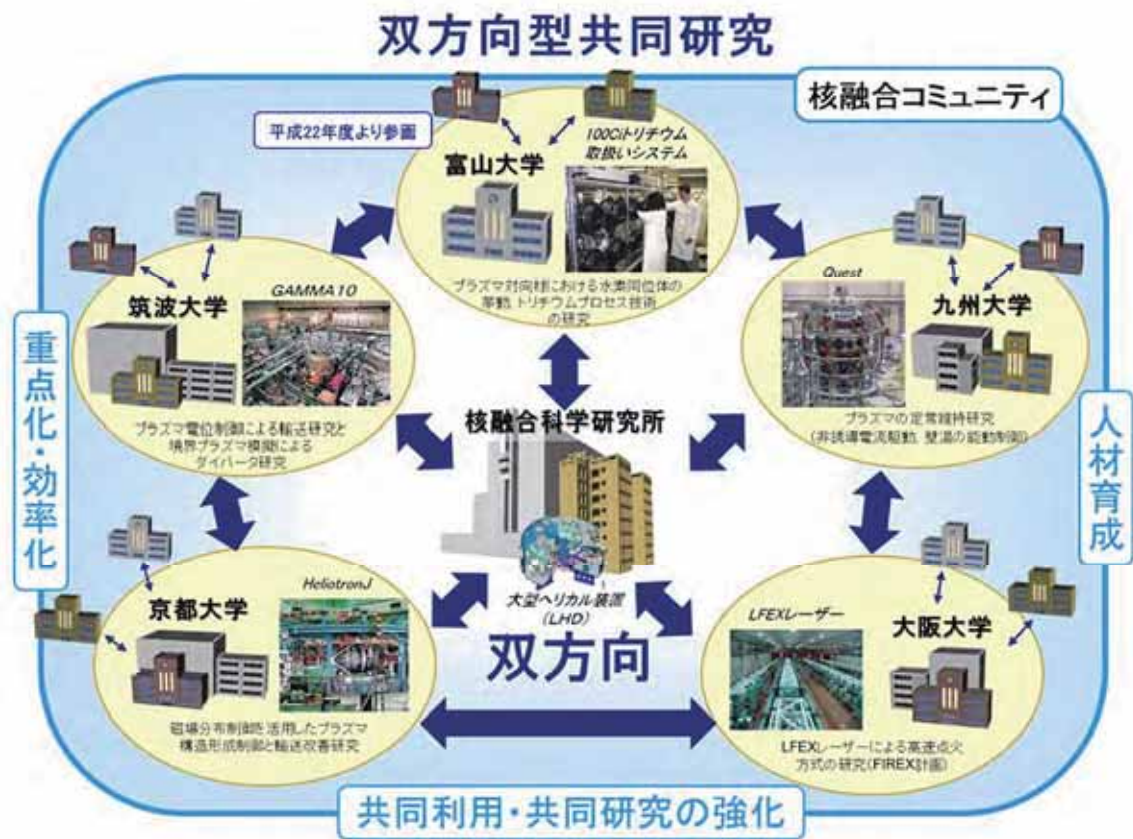 双方向型共同研究
核融合コミュニティ
平成22年度より参画
富山大学
100Ciトリチウム
取扱いシステム
プラズマ対向材における水素同位体の
挙動、トリチウムプロセス技術
の研究
筑波大学
GAMMA10
プラズマ電位制御による輸送研究と
境界プラズマ模擬による
ダイバータ研究
Quest
九州大学
プラズマの定常維持研究
(非誘導電流駆動、壁温の能動制御)
重点化・効率化
人材育成
核融合科学研究所
大型ヘリカル装置
(LHD)
双方向
京都大学
HeliotronJ
磁場分布制御を活用したプラズマ
構造形成制御と輸送改善研究
LFEXレーザー
大阪大学
LFEXレーザーによる高速点火
方式の研究(FIREX計画)
共同利用・共同研究の強化